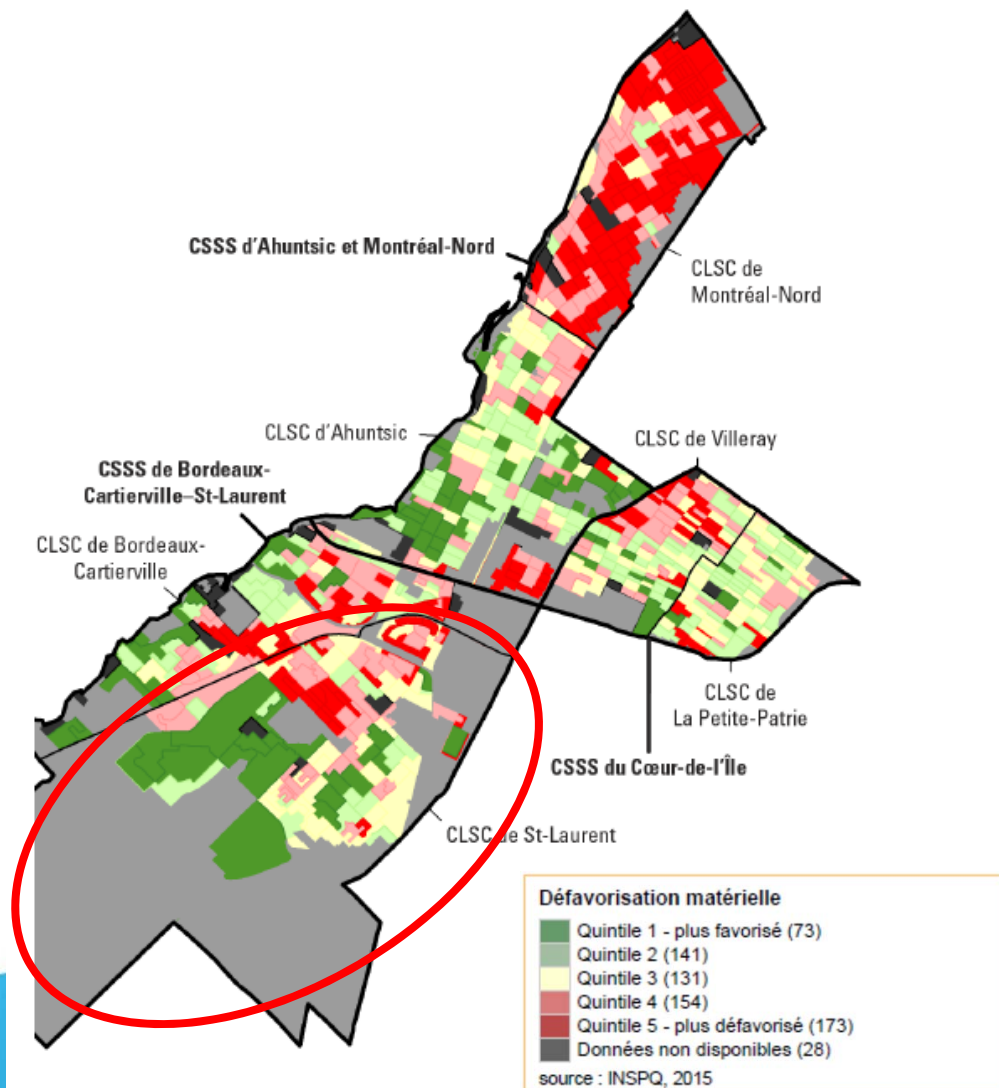 CSSS d'Ahuntsic et Montréal-Nord
CLSC de
Montréal-Nord
CLSC d'Ahuntsic
CLSC de Villeray
CSSS de Bordeaux-
Cartierville–St-Laurent
CLSC de Bordeaux-
Cartierville
CLSC de
La Petite-Patrie
CSSS du Cœur-de-l'Île
CLSC de St-Laurent
Défavorisation matérielle
Quintile 1 - plus favorisé (73)
Quintile 2 (141)
Quintile 3 (131)
Quintile 4 (154)
Quintile 5 - plus défavorisé (173)
Données non disponibles (28)
source : INSPQ, 2015